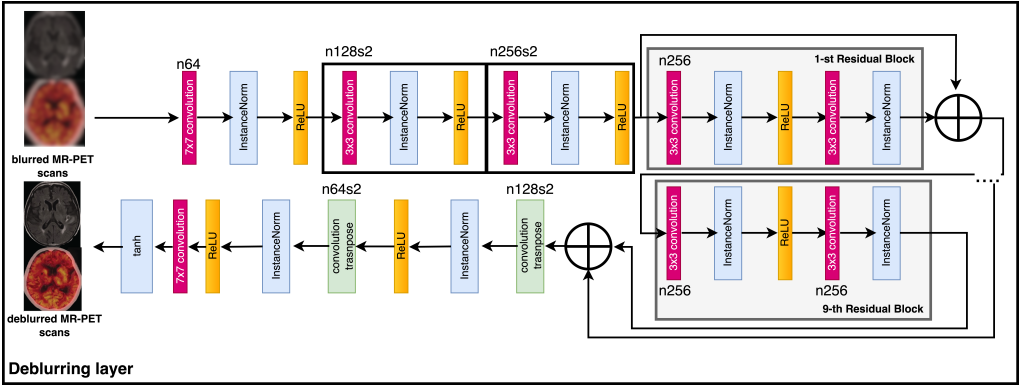 n64
n128s2
n256s2
n256
1-st Residual Block
7x7 convolution
InstanceNorm
ReLU
3x3 convolution
InstanceNorm
ReLU
3x3 convolution
InstanceNorm
ReLU
3x3 convolution
InstanceNorm
ReLU
3x3 convolution
InstanceNorm
blurred MR-PET
scans
n64s2
n128s2
....
tanh
7x7 convolution
ReLU
InstanceNorm
convolution
trasnpose
ReLU
InstanceNorm
convolution
trasnpose
3x3 convolution
InstanceNorm
ReLU
3x3 convolution
InstanceNorm
n256
n256
9-th Residual Block
deblurred MR-PET
scans
Deblurring layer